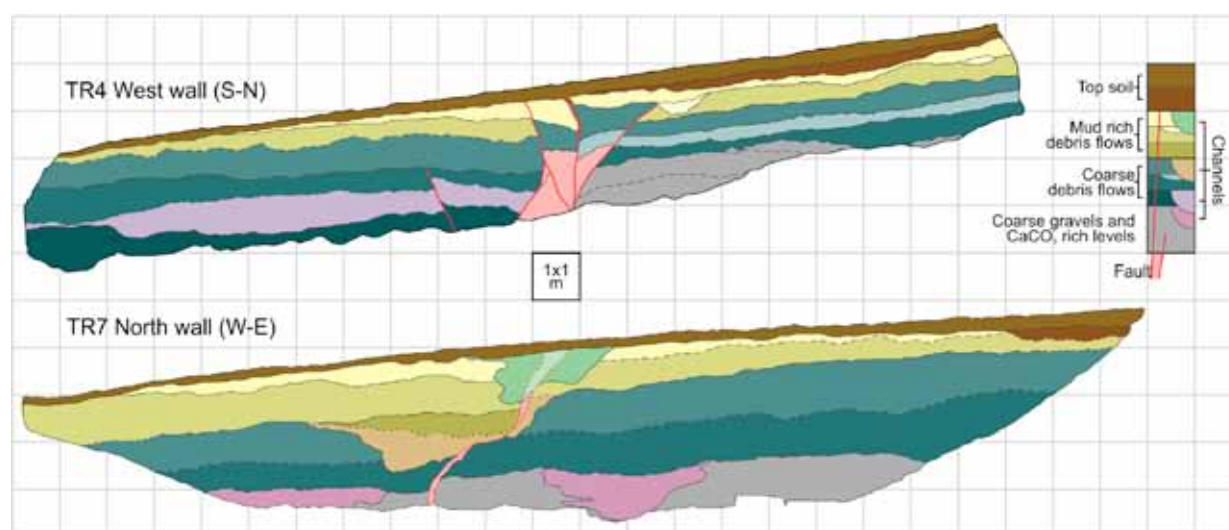 TR4 West wall (S-N)
Top soil
Mud rich
debris flows
Coarse
debris flows
Coarse gravels and
CaCO, rich levels
Channels
Fault
1x1
m
TR7 North wall (W-E)